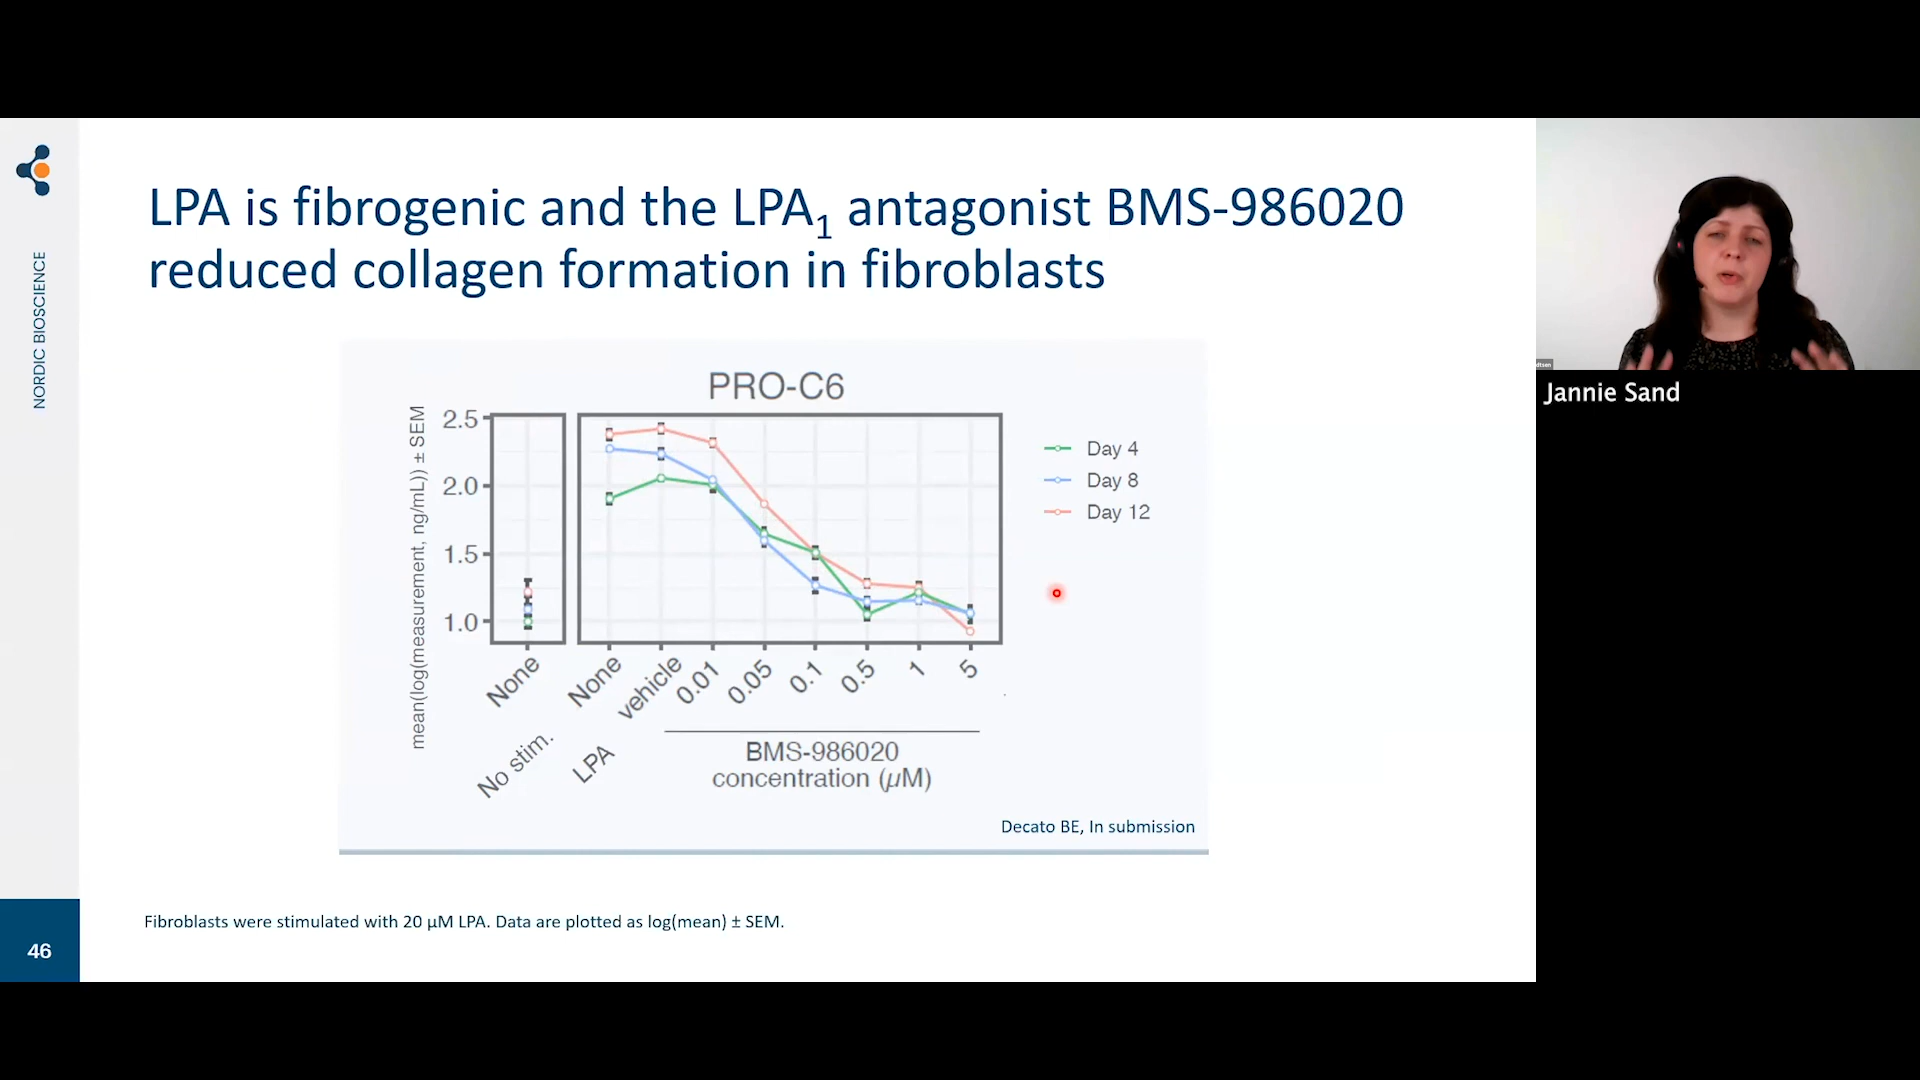 NORDIC BIOSCIENCE
LPA is fibrogenic and the LPA1 antagonist BMS-986020
reduced collagen formation in fibroblasts
PRO-C6
mean(log(measurement, ng/mL)) ± SEM
2.5
2.0
1.5
1.0
None
None
vehicle
0.01
0.05
0.1
0.5
1
5
No stim.
LPA
BMS-986020
concentration (µM)
Day 4
Day 8
Day 12
Decato BE, In submission
Fibroblasts were stimulated with 20 µM LPA. Data are plotted as log(mean) ± SEM.
46
Jannie Sand